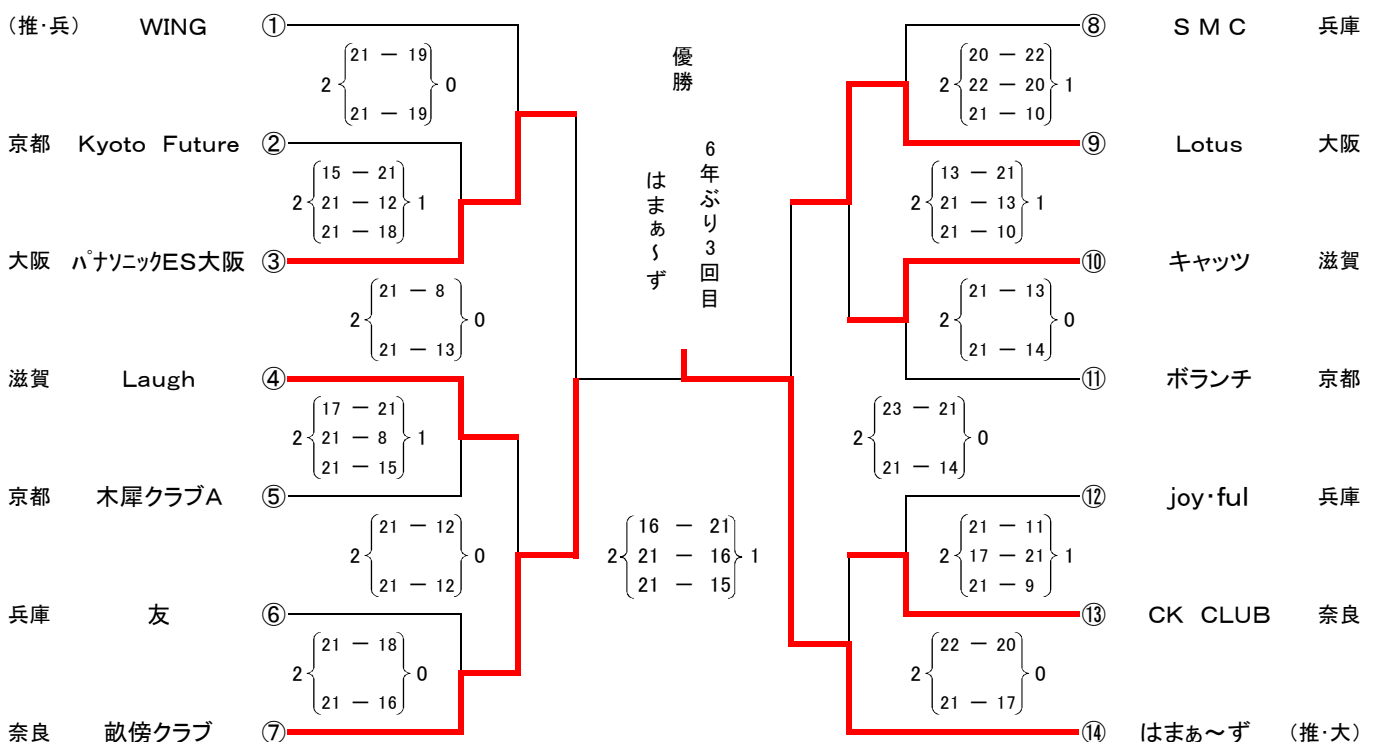 (推・兵) WING ①
2 21 - 19 0
21 - 19
京都 Kyoto Future ②
15 - 21
2 21 - 12 1
21 - 18
大阪 パナソニックES大阪 ③
21 - 8
2 0
21 - 13
滋賀 Laugh ④
17 - 21
2 21 - 8 1
21 - 15
京都 木犀クラブA ⑤
21 - 12
2 0
21 - 12
兵庫 友 ⑥
21 - 18
2 0
21 - 16
奈良 畝傍クラブ ⑦
優勝
6年ぶり3回目
はまぁ~ず
16 - 21
2 21 - 16 1
21 - 15
⑧ SMC 兵庫
20 - 22
2 22 - 20 1
21 - 10
⑨ Lotus 大阪
13 - 21
2 21 - 13 1
21 - 10
⑩ キャッツ 滋賀
21 - 13
2 0
21 - 14
⑪ ボランチ 京都
23 - 21
2 0
21 - 14
⑫ joy・ful 兵庫
21 - 11
2 17 - 21 1
21 - 9
⑬ CK CLUB 奈良
22 - 20
2 0
21 - 17
⑭ はまぁ~ず (推・大)